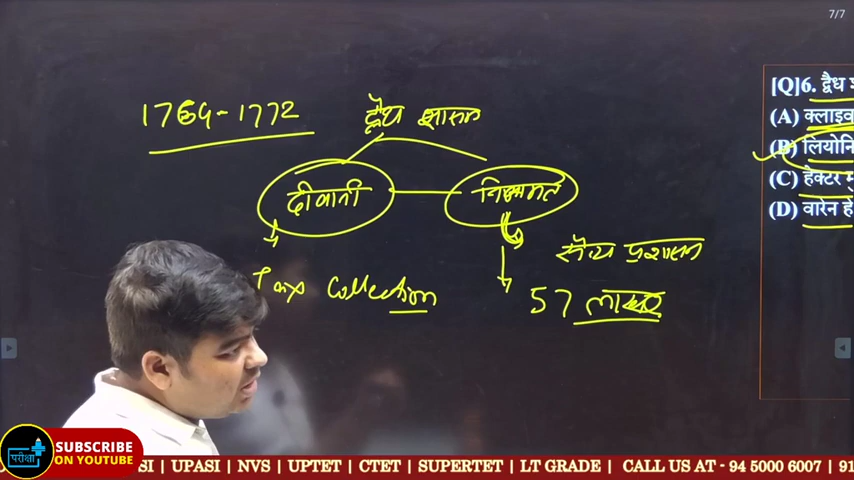 7/7
1765-1772 द्वैध शासन
दीवानी निजामत
Tax Collection
सैन्य प्रशासन
57 लाख
[Q]6. द्वैध श
(A) क्लाइव
(B) लियोनि
(C) हेक्टर मु
(D) वारेन हे
परीक्षा
SUBSCRIBE
ON YOUTUBE
SI | UPASI | NVS | UPTET | CTET | SUPERTET | LT GRADE | CALL US AT - 94 5000 6007 | 91